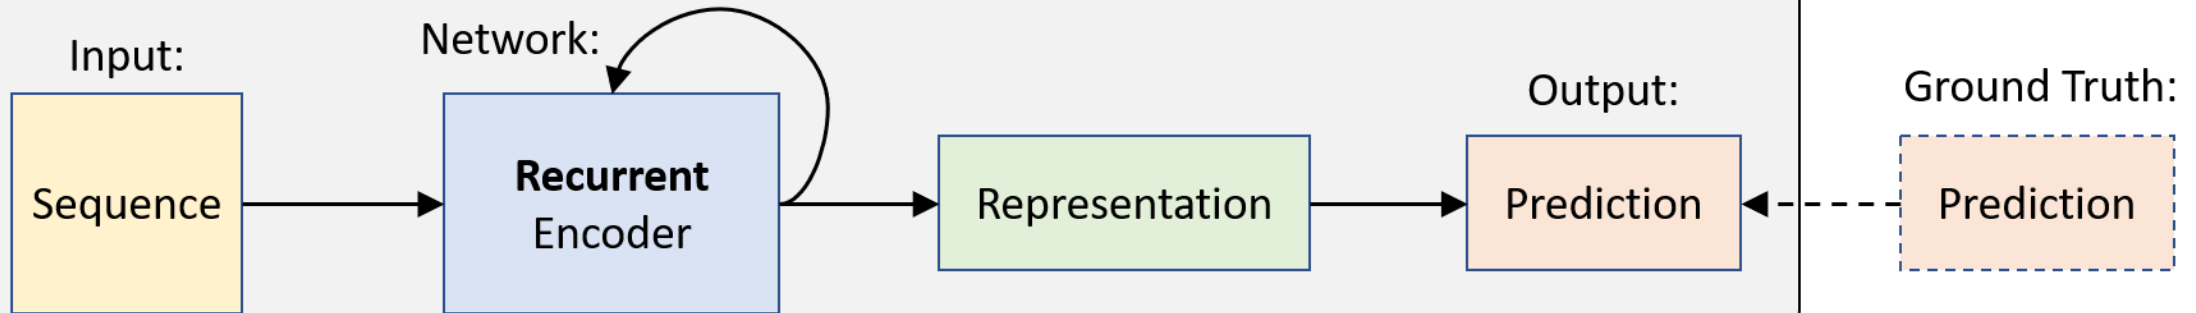 Input:
Sequence
Network:
Recurrent
Encoder
Representation
Output:
Prediction
Ground Truth:
Prediction